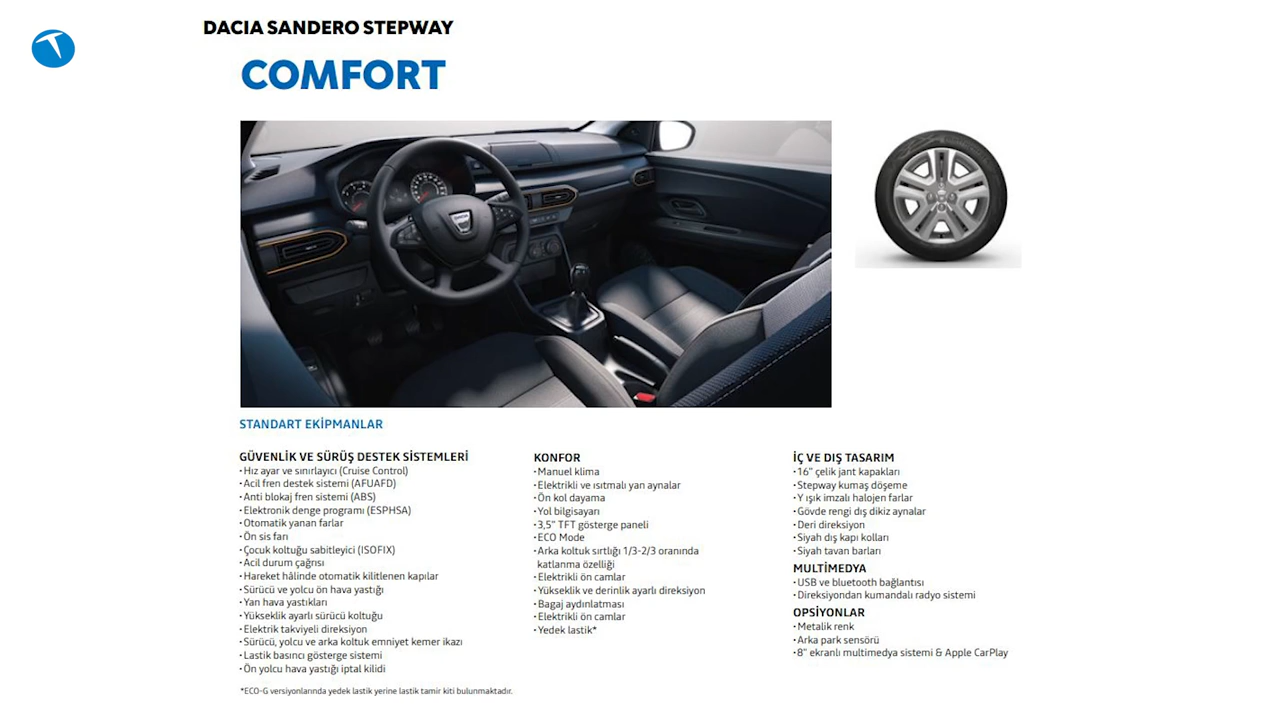 DACIA SANDERO STEPWAY
COMFORT
STANDART EKİPMANLAR
GÜVENLİK VE SÜRÜŞ DESTEK SİSTEMLERİ
• Hız ayar ve sınırlayıcı (Cruise Control)
• Acil fren destek sistemi (AFUAFD)
• Anti blokaj fren sistemi (ABS)
• Elektronik denge programı (ESPHSA)
• Otomatik yanan farlar
• Ön sis farı
• Çocuk koltuğu sabitleyici (ISOFIX)
• Acil durum çağrısı
• Hareket hâlinde otomatik kilitlenen kapılar
• Sürücü ve yolcu ön hava yastığı
• Yan hava yastıkları
• Yükseklik ayarlı sürücü koltuğu
• Elektrik takviyeli direksiyon
• Sürücü, yolcu ve arka koltuk emniyet kemer ikazı
• Lastik basıncı gösterge sistemi
• Ön yolcu hava yastığı iptal kilidi
KONFOR
• Manuel klima
• Elektrikli ve ısıtmalı yan aynalar
• Ön kol dayama
• Yol bilgisayarı
• 3,5" TFT gösterge paneli
• ECO Mode
• Arka koltuk sırtlığı 1/3-2/3 oranında
katlanma özelliği
• Elektrikli ön camlar
• Yükseklik ve derinlik ayarlı direksiyon
• Bagaj aydınlatması
• Elektrikli ön camlar
• Yedek lastik*
İÇ VE DIŞ TASARIM
• 16" çelik jant kapakları
• Stepway kumaş döşeme
• Y ışık imzalı halojen farlar
• Gövde rengi dış dikiz aynalar
• Deri direksiyon
• Siyah dış kapı kolları
• Siyah tavan barları
MULTİMEDYA
• USB ve bluetooth bağlantısı
• Direksiyondan kumandalı radyo sistemi
OPSİYONLAR
• Metalik renk
• Arka park sensörü
• 8" ekranlı multimedya sistemi & Apple CarPlay
*ECO-G versiyonlarında yedek lastik yerine lastik tamir kiti bulunmaktadır.